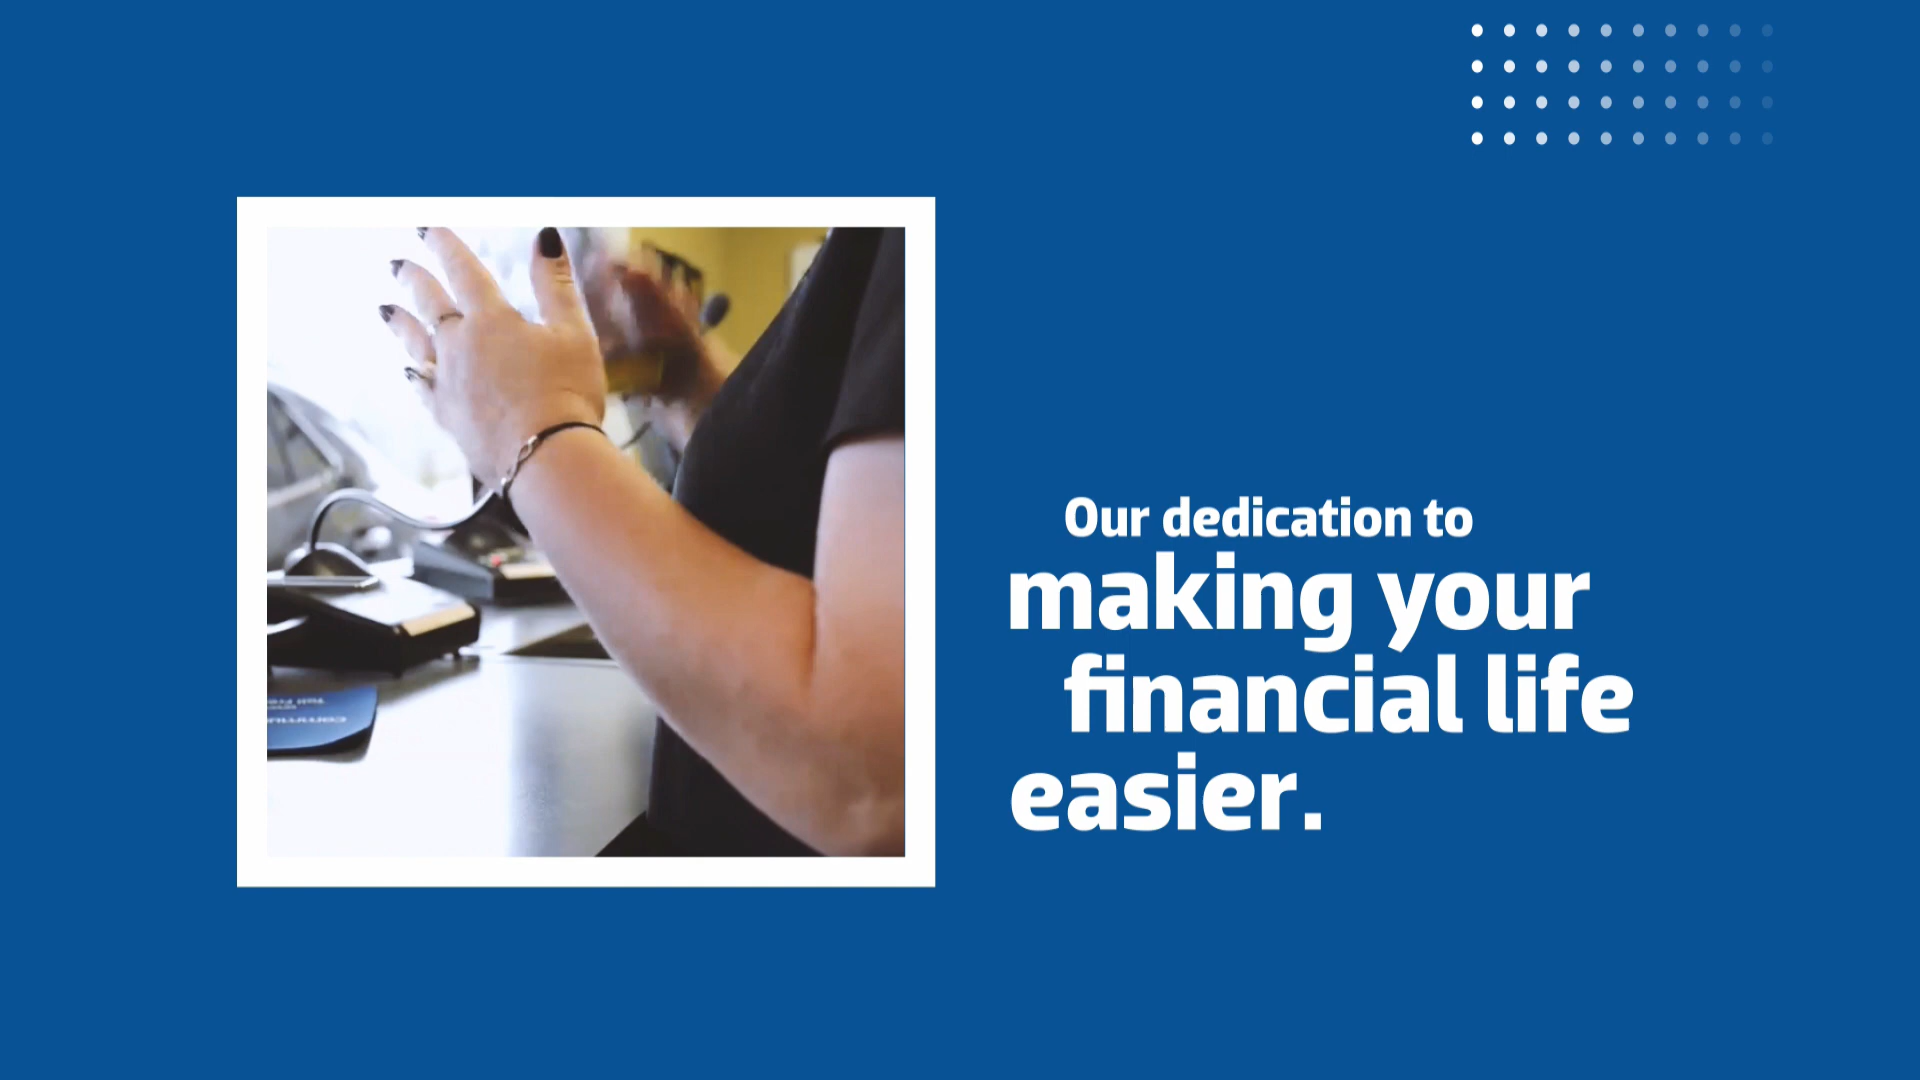 Our dedication to
making your
financial life
easier.